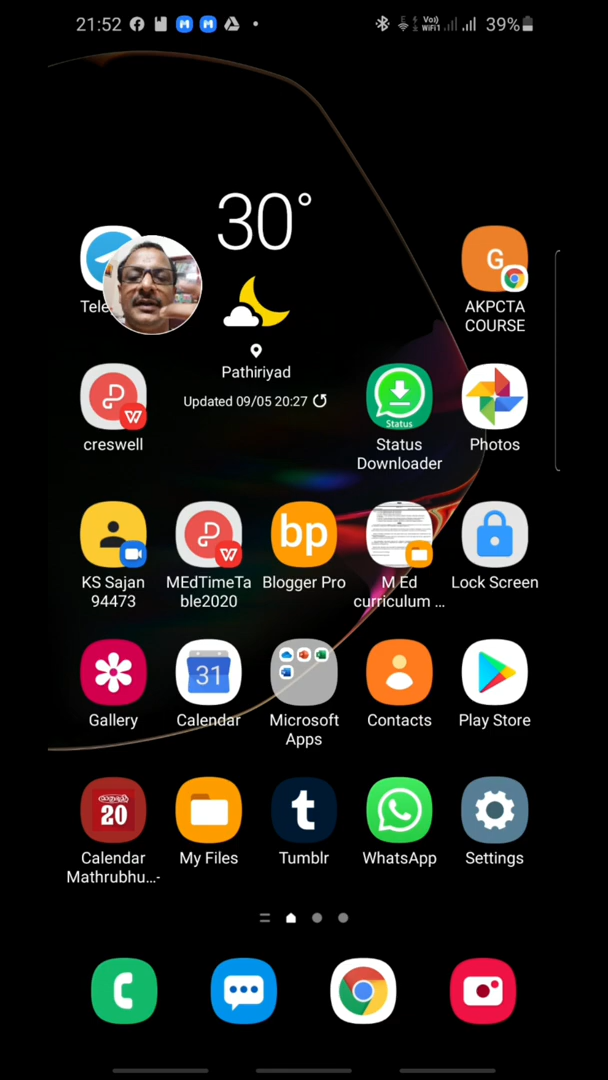 21:52
Vo))
WiFi1
39%
30°
Pathiriyad
Updated 09/05 20:27
Tele
G
AKPCTA
COURSE
creswell
Status
Status
Downloader
Photos
bp
KS Sajan
94473
MEdTimeTa
ble2020
Blogger Pro
M Ed
curriculum ...
Lock Screen
31
Gallery
Calendar
Microsoft
Apps
Contacts
Play Store
20
t
Calendar
Mathrubhu...-
My Files
Tumblr
WhatsApp
Settings